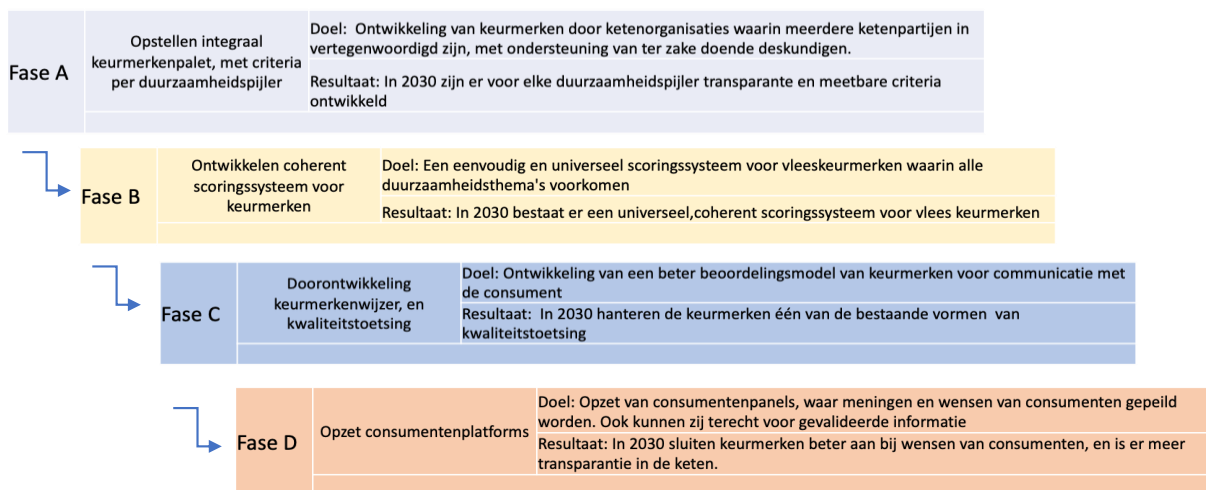 Fase A
Opstellen integraal
keurmerkenpalet, met criteria
per duurzaamheidspijler
Doel:  Ontwikkeling van keurmerken door ketenorganisaties waarin meerdere ketenpartijen in
vertegenwoordigd zijn, met ondersteuning van ter zake doende deskundigen.
Resultaat: In 2030 zijn er voor elke duurzaamheidspijler transparante en meetbare criteria
ontwikkeld
Fase B
Ontwikkelen coherent
scoringssysteem voor
keurmerken
Doel: Een eenvoudig en universeel scoringssysteem voor vleeskeurmerken waarin alle
duurzaamheidsthema's voorkomen
Resultaat: In 2030 bestaat er een universeel,coherent scoringssysteem voor vlees keurmerken
Fase C
Doorontwikkeling
keurmerkenwijzer, en
kwaliteitstoetsing
Doel: Ontwikkeling van een beter beoordelingsmodel van keurmerken voor communicatie met
de consument
Resultaat:  In 2030 hanteren de keurmerken één van de bestaande vormen  van
kwaliteitstoetsing
Fase D
Opzet consumentenplatforms
Doel: Opzet van consumentenpanels, waar meningen en wensen van consumenten gepeild
worden. Ook kunnen zij terecht voor gevalideerde informatie
Resultaat: In 2030 sluiten keurmerken beter aan bij wensen van consumenten, en is er meer
transparantie in de keten.